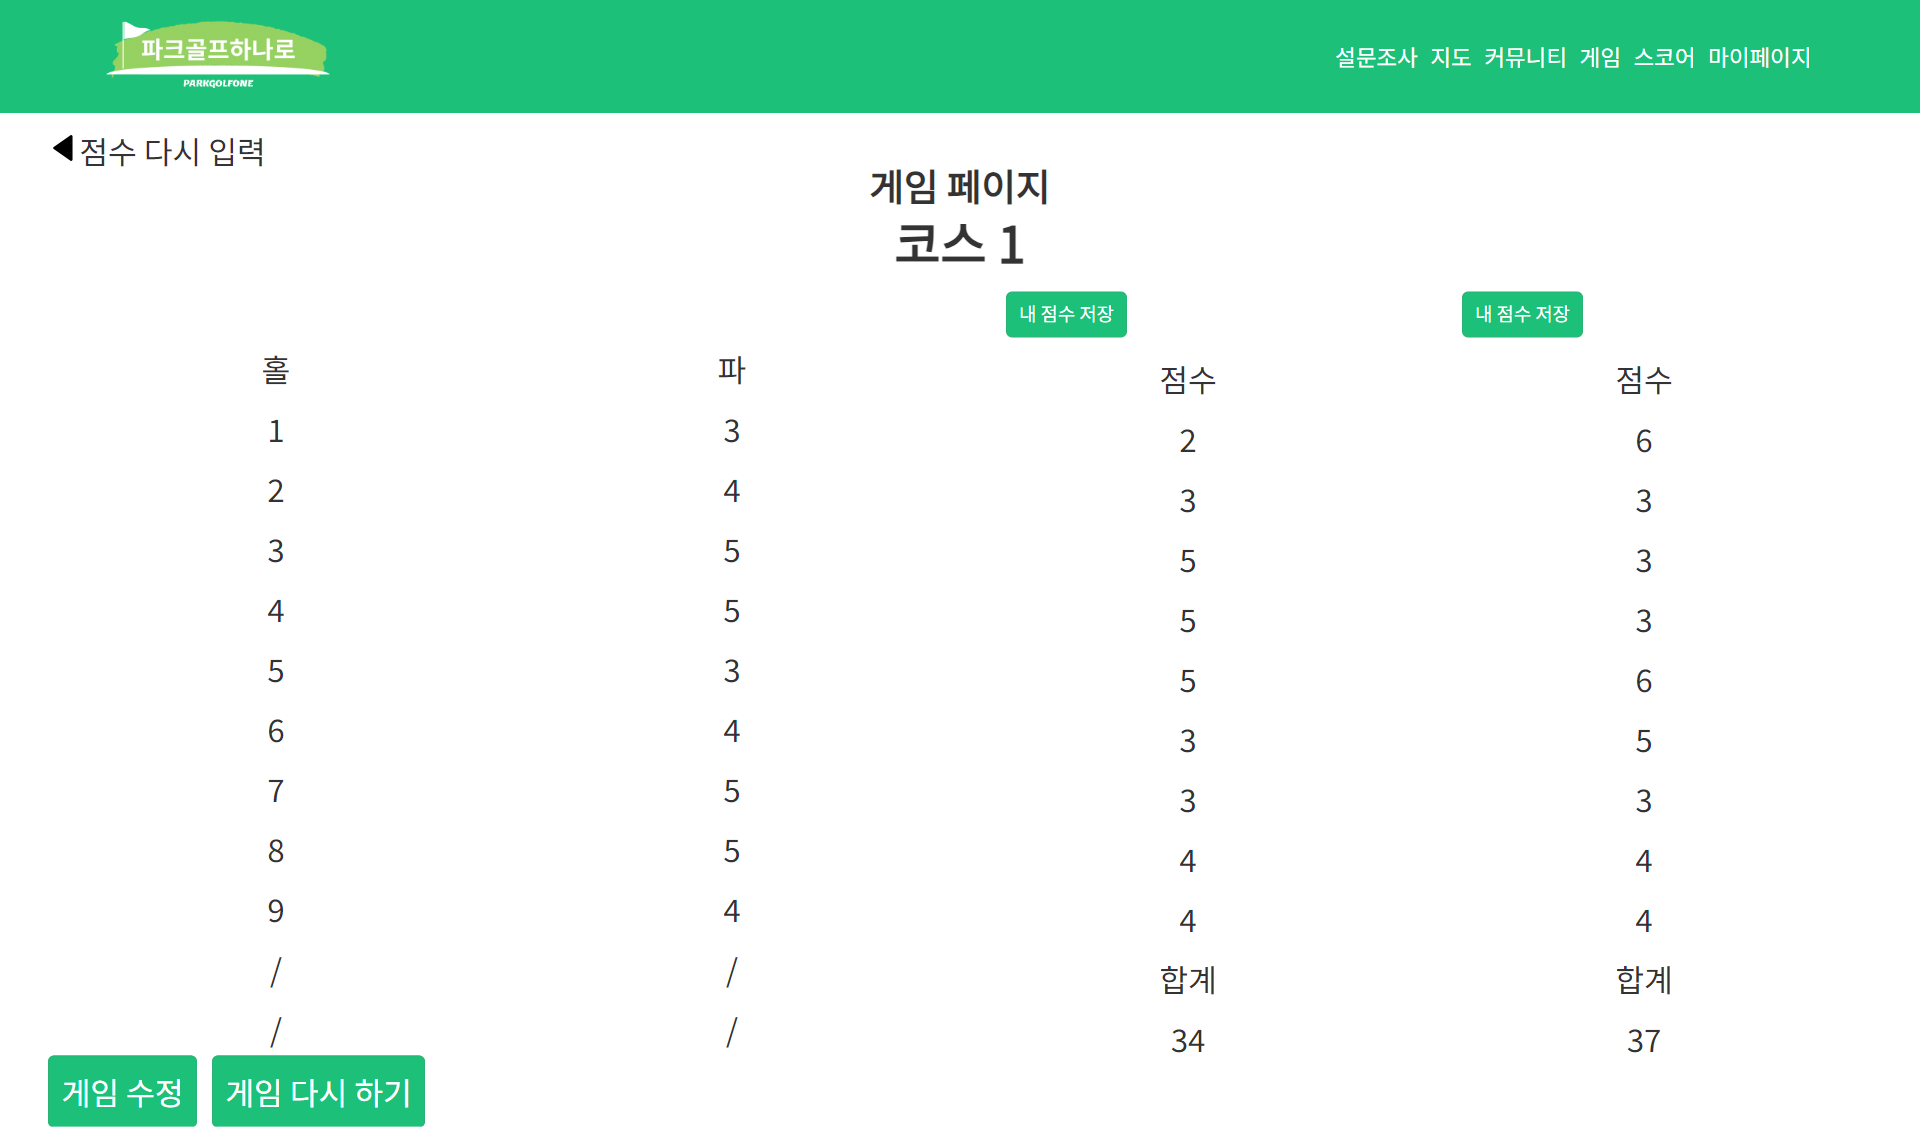 파크골프하나로
PARKGOLFONE
설문조사 지도 커뮤니티 게임 스코어 마이페이지
점수 다시 입력
게임 페이지
코스 1
내 점수 저장 내 점수 저장
홀 파 점수 점수
1 3 2 6
2 4 3 3
3 5 5 3
4 5 5 3
5 3 5 6
6 4 3 5
7 5 3 3
8 5 4 4
9 4 4 4
/ / 합계 합계
/ / 34 37
게임 수정 게임 다시 하기